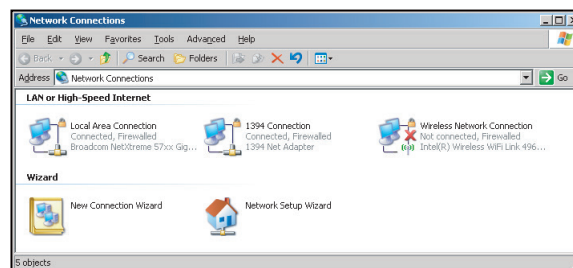 Network Connections
File Edit View Favorites Tools Advanced Help
Back Search Folders
Address Network Connections Go
LAN or High-Speed Internet
Local Area Connection
Connected, Firewalled
Broadcom NetXtreme 57xx Gig...
1394 Connection
Connected, Firewalled
1394 Net Adapter
Wireless Network Connection
Not connected, Firewalled
Intel(R) Wireless WiFi Link 496...
Wizard
New Connection Wizard
Network Setup Wizard
5 objects